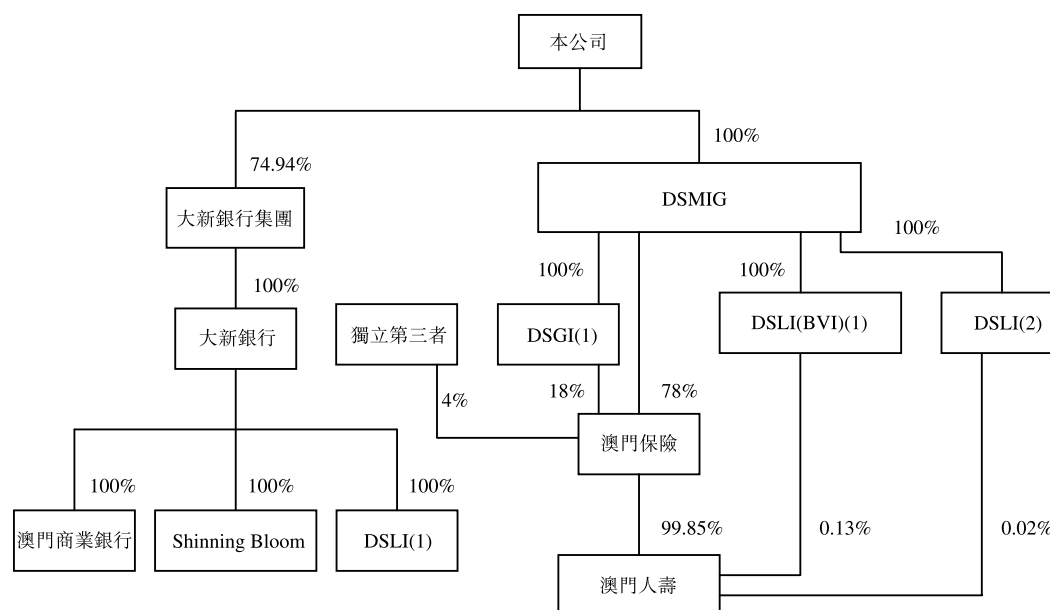 本公司
100%
74.94%
DSMIG
大新銀行集團
100%
100%
100%
100%
大新銀行
獨立第三者
DSGI(1)
DSLI(BVI)(1)
DSLI(2)
4%
18%
78%
澳門保險
100%
100%
100%
澳門商業銀行
Shinning Bloom
DSLI(1)
99.85%
0.13%
0.02%
澳門人壽